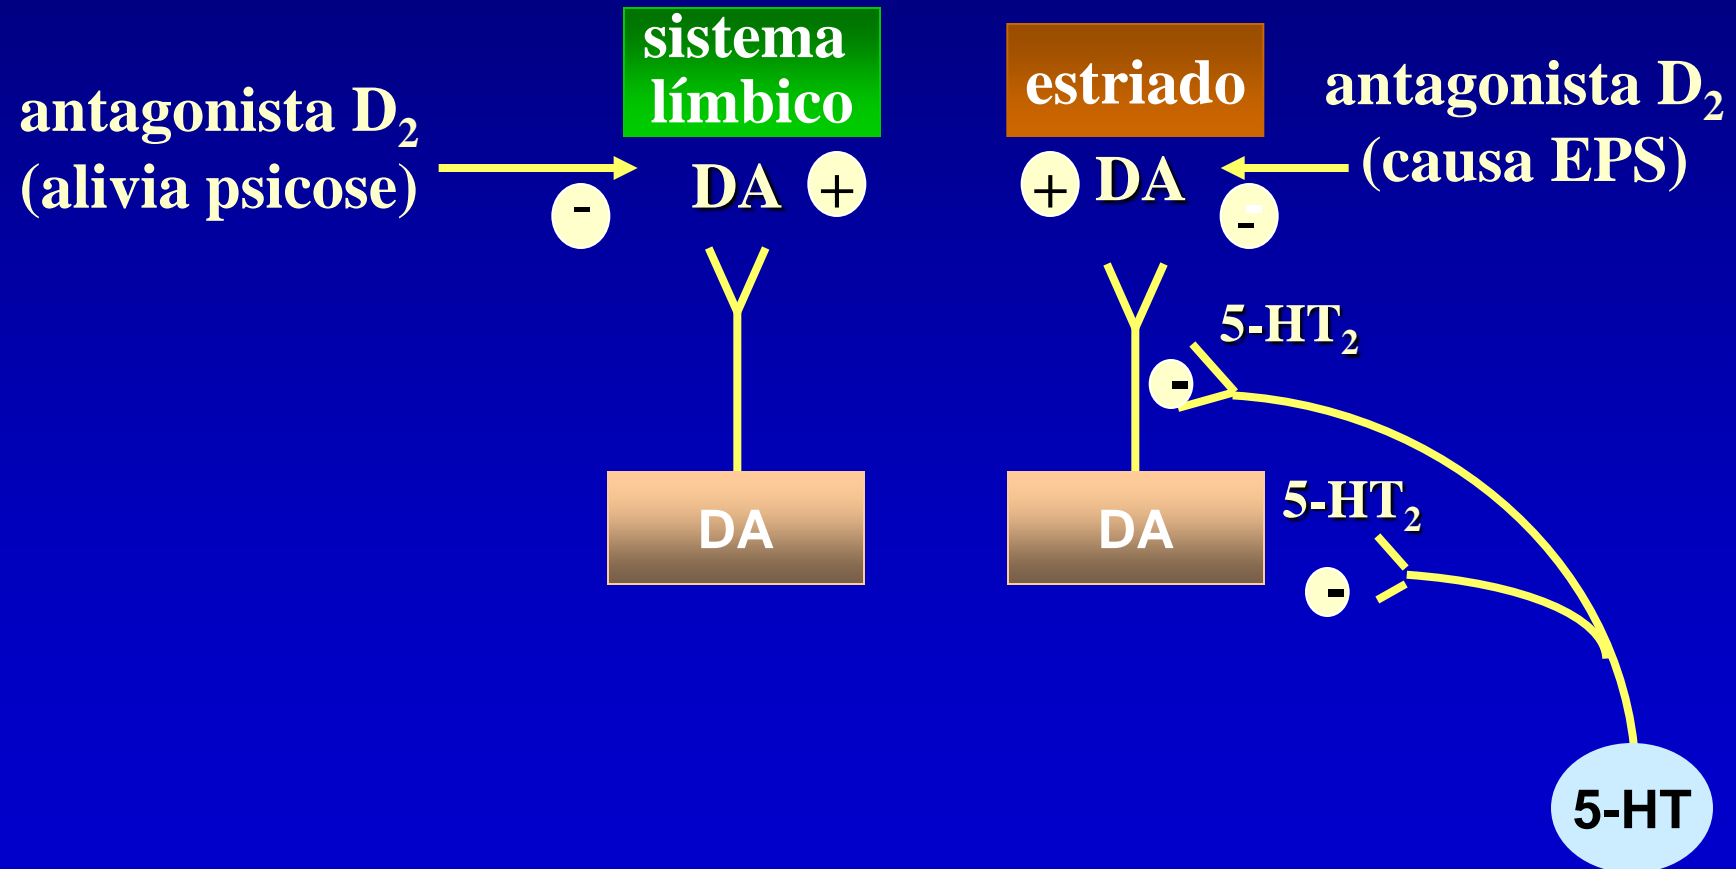 sistema
límbico
estriado
antagonista D₂
(alivia psicose)
antagonista D₂
(causa EPS)
-
DA +
+ DA
-
5-HT₂
-
DA
DA
5-HT₂
-
5-HT